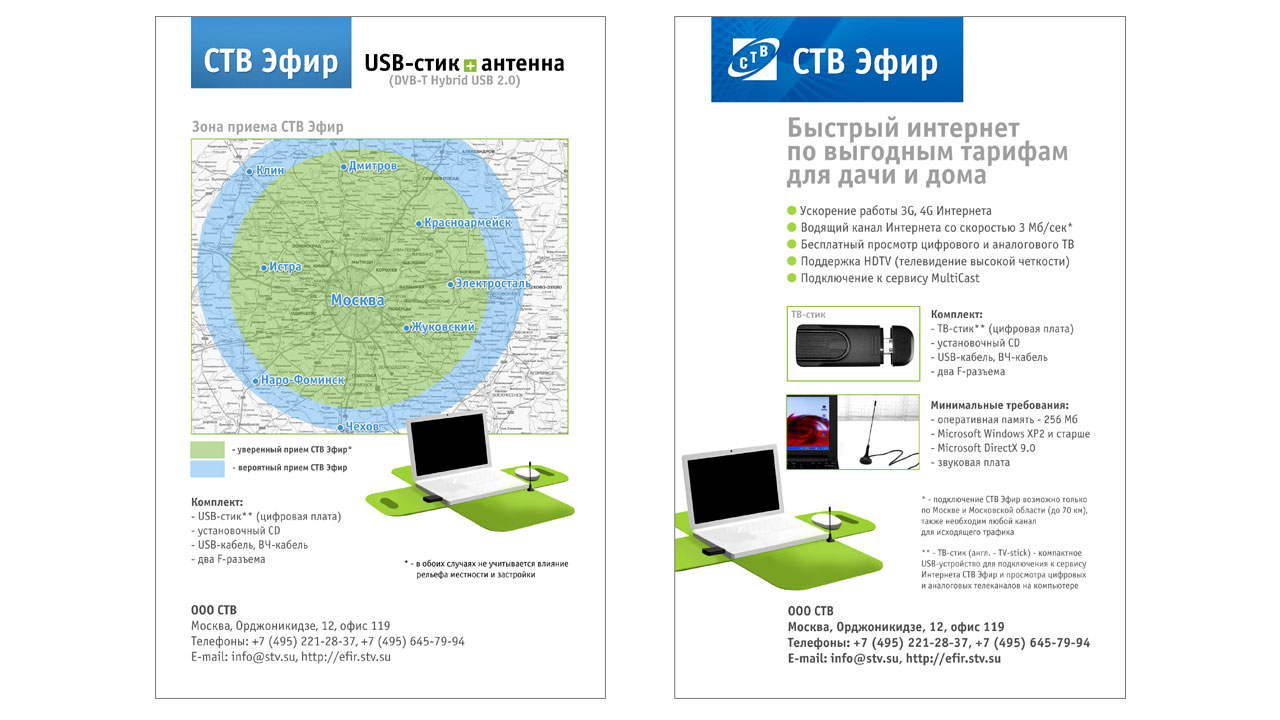 СТВ Эфир
USB-стик + антенна
(DVB-T Hybrid USB 2.0)
Зона приема СТВ Эфир
Клин
Дмитров
Красноармейск
Истра
Электросталь
Москва
Жуковский
Наро-Фоминск
Чехов
- уверенный прием СТВ Эфир*
- вероятный прием СТВ Эфир
Комплект:
- USB-стик** (цифровая плата)
- установочный CD
- USB-кабель, ВЧ-кабель
- два F-разъема
* - в обоих случаях не учитывается влияние
рельефа местности и застройки
ООО СТВ
Москва, Орджоникидзе, 12, офис 119
Телефоны: +7 (495) 221-28-37, +7 (495) 645-79-94
E-mail: info@stv.su, http://efir.stv.su
СТВ
СТВ Эфир
Быстрый интернет
по выгодным тарифам
для дачи и дома
Ускорение работы 3G, 4G Интернета
Водящий канал Интернета со скоростью 3 Мб/сек*
Бесплатный просмотр цифрового и аналогового ТВ
Поддержка HDTV (телевидение высокой четкости)
Подключение к сервису MultiCast
ТВ-стик
Комплект:
- ТВ-стик** (цифровая плата)
- установочный CD
- USB-кабель, ВЧ-кабель
- два F-разъема
Минимальные требования:
- оперативная память - 256 Мб
- Microsoft Windows XP2 и старше
- Microsoft DirectX 9.0
- звуковая плата
* - подключение СТВ Эфир возможно только
по Москве и Московской области (до 70 км),
также необходим любой канал
для исходящего трафика
** - ТВ-стик (англ. - TV-stick) - компактное
USB-устройство для подключения к сервису
Интернета СТВ Эфир и просмотра цифровых
и аналоговых телеканалов на компьютере
ООО СТВ
Москва, Орджоникидзе, 12, офис 119
Телефоны: +7 (495) 221-28-37, +7 (495) 645-79-94
E-mail: info@stv.su, http://efir.stv.su